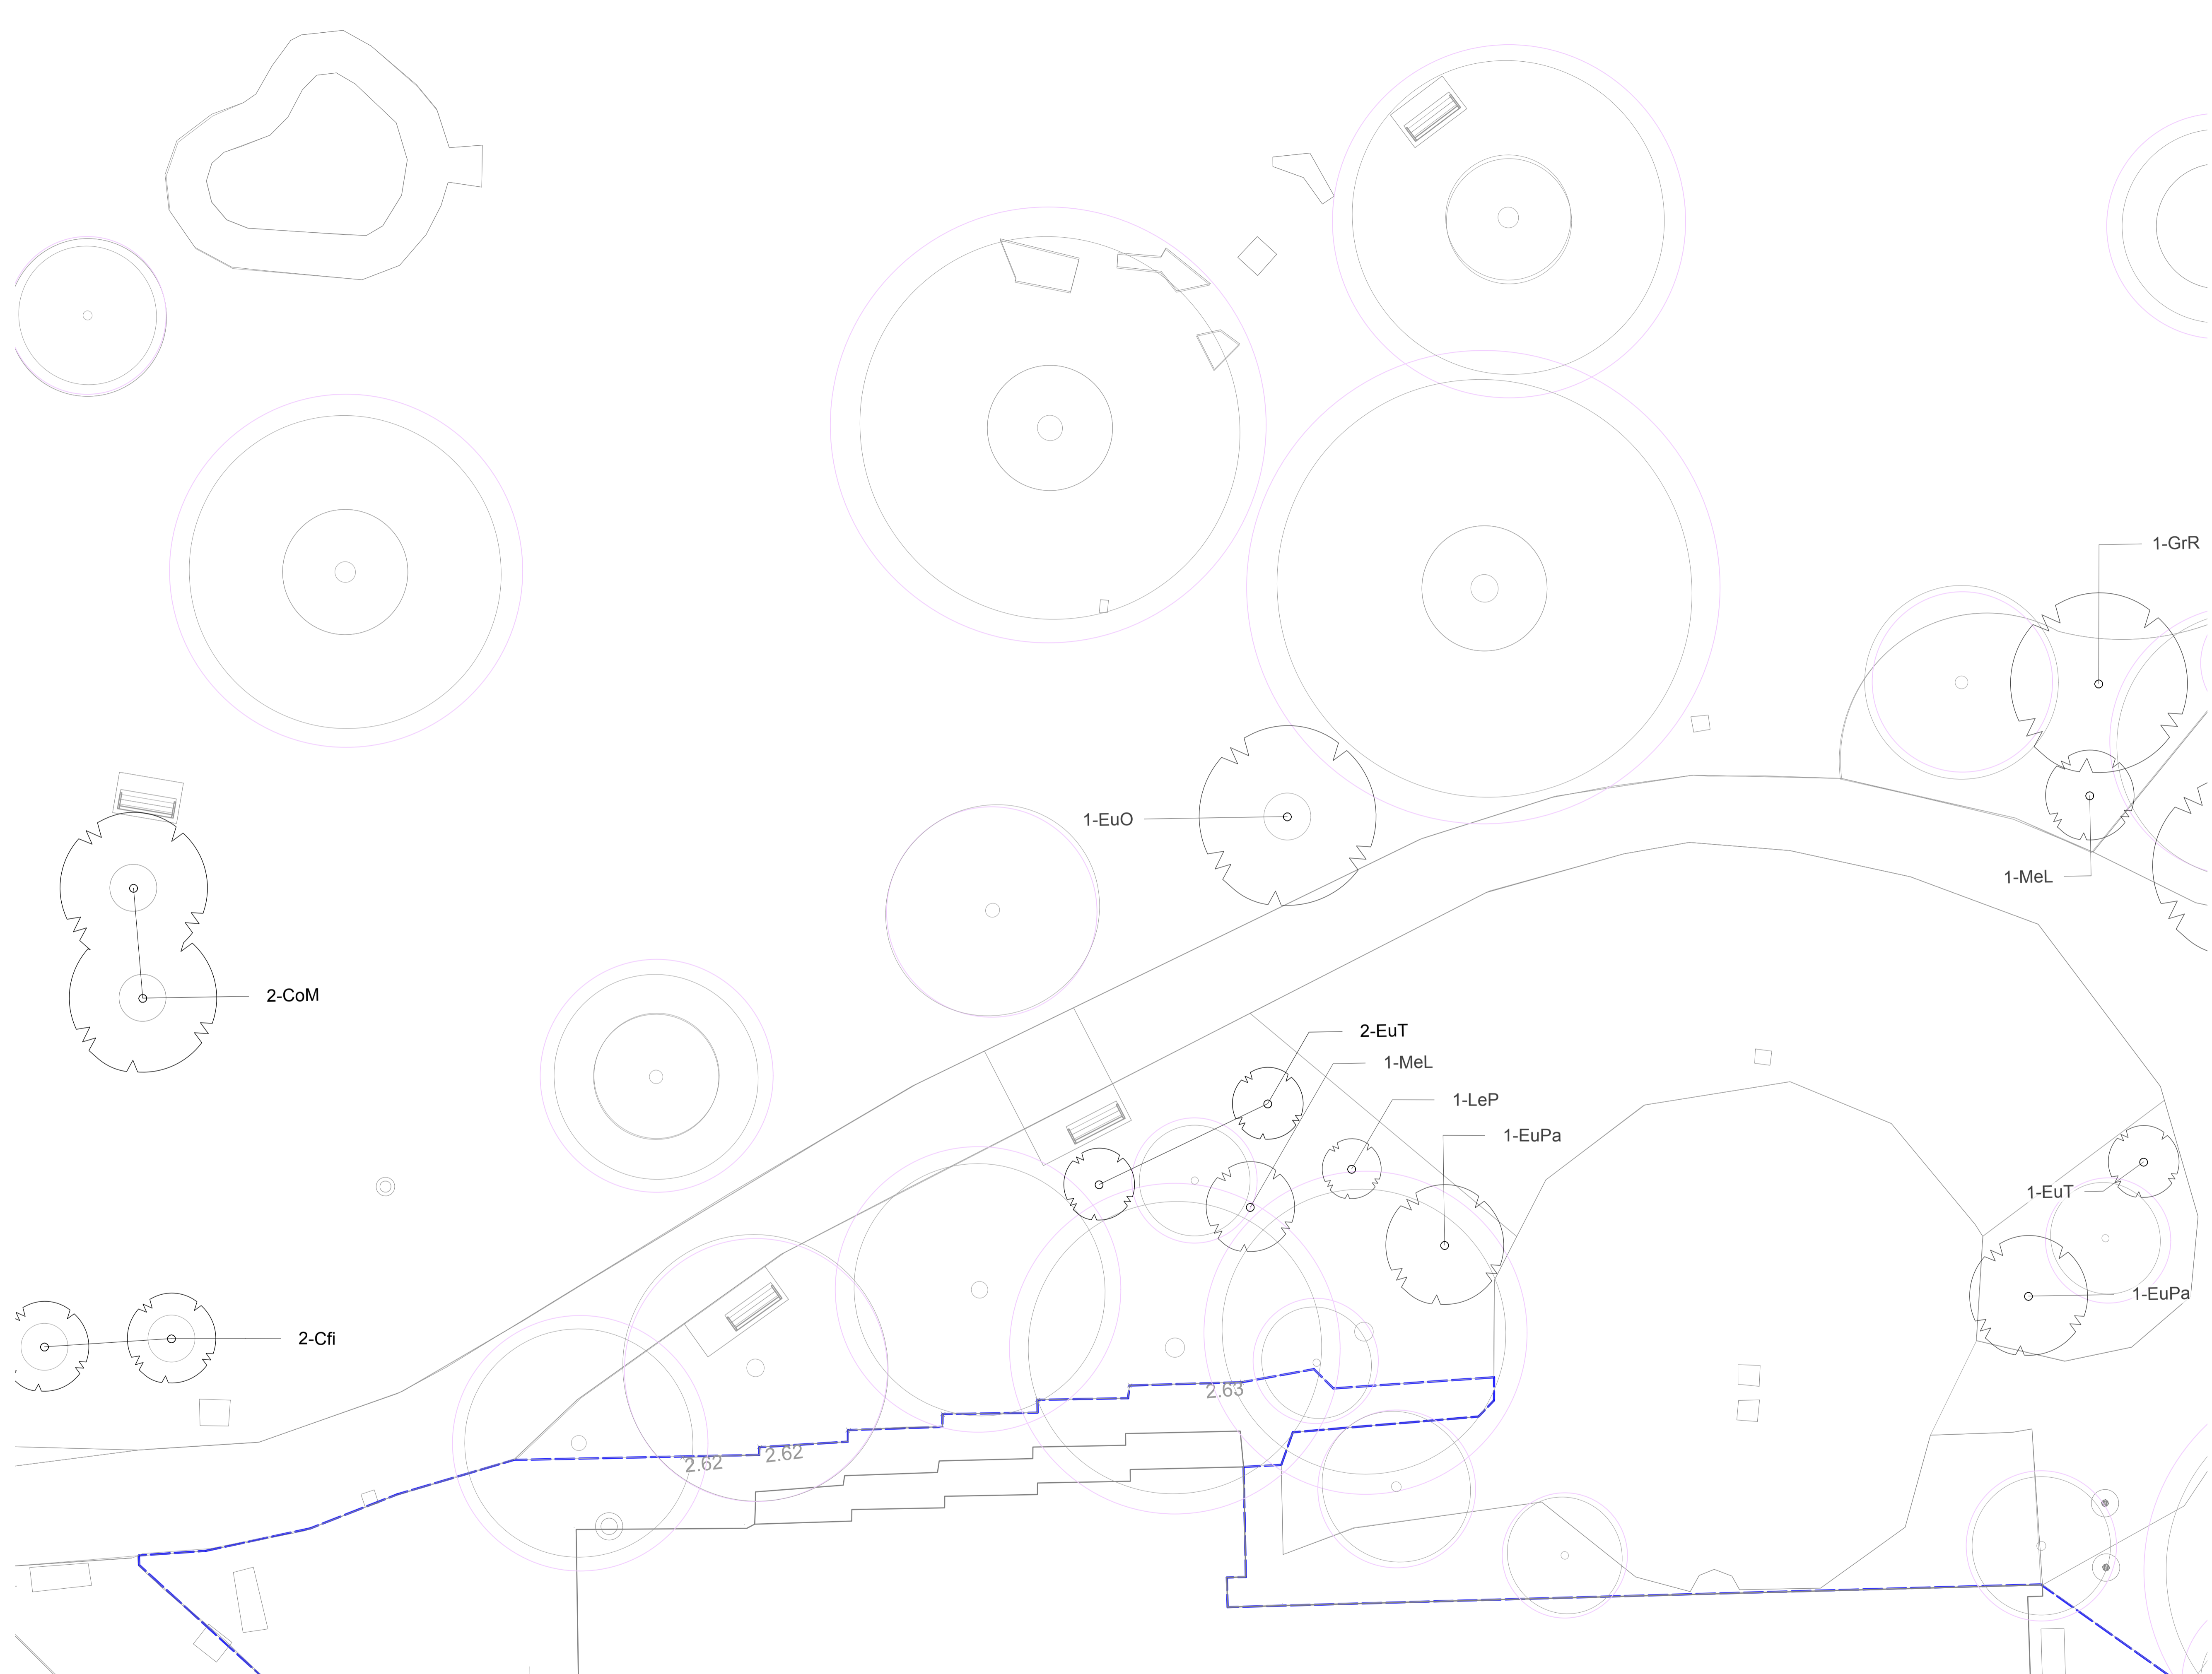 1-GrR
1-EuO
1-MeL
2-CoM
2-EuT
1-MeL
1-LeP
1-EuPa
1-EuT
1-EuPa
2-Cfi
2.63
2.62
2.62